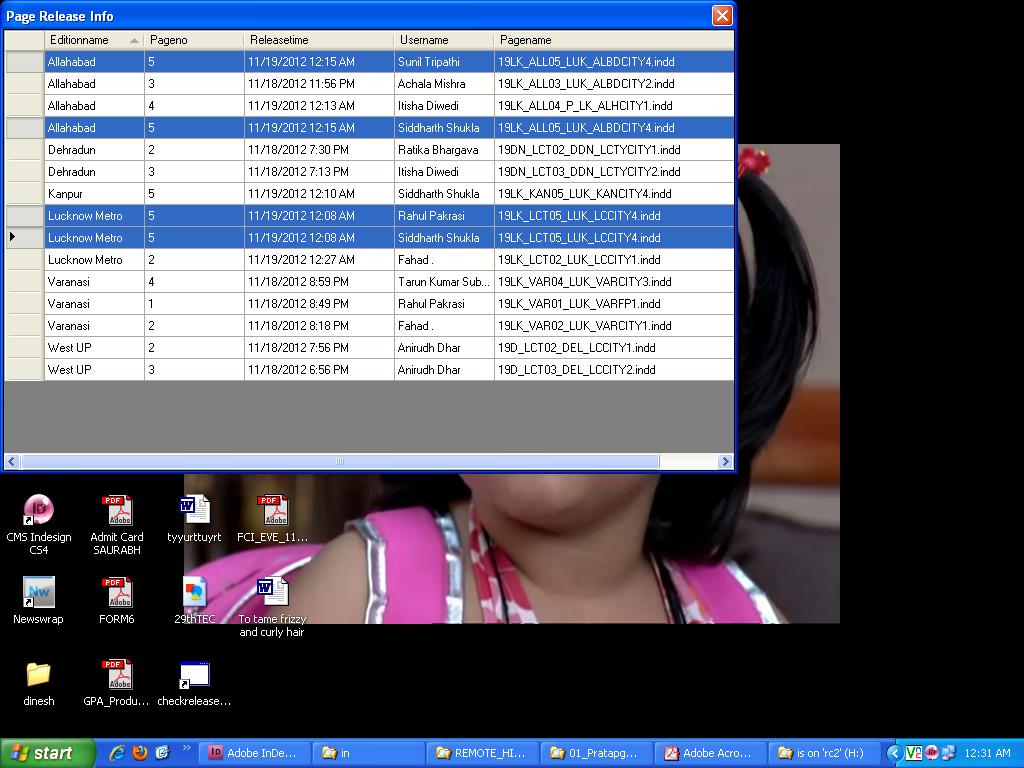 Page Release Info
Editionname Pageno Releasetime Username Pagename
Allahabad 5 11/19/2012 12:15 AM Sunil Tripathi 19LK_ALL05_LUK_ALBDCITY4.indd
Allahabad 3 11/18/2012 11:56 PM Achala Mishra 19LK_ALL03_LUK_ALBDCITY2.indd
Allahabad 4 11/19/2012 12:13 AM Itisha Diwedi 19LK_ALL04_P_LK_ALHCITY1.indd
Allahabad 5 11/19/2012 12:15 AM Siddharth Shukla 19LK_ALL05_LUK_ALBDCITY4.indd
Dehradun 2 11/18/2012 7:30 PM Ratika Bhargava 19DN_LCT02_DDN_LCTYCITY1.indd
Dehradun 3 11/18/2012 7:13 PM Itisha Diwedi 19DN_LCT03_DDN_LCTYCITY2.indd
Kanpur 5 11/19/2012 12:10 AM Siddharth Shukla 19LK_KAN05_LUK_KANCITY4.indd
Lucknow Metro 5 11/19/2012 12:08 AM Rahul Pakrasi 19LK_LCT05_LUK_LCCITY4.indd
Lucknow Metro 5 11/19/2012 12:08 AM Siddharth Shukla 19LK_LCT05_LUK_LCCITY4.indd
Lucknow Metro 2 11/19/2012 12:27 AM Fahad . 19LK_LCT02_LUK_LCCITY1.indd
Varanasi 4 11/18/2012 8:59 PM Tarun Kumar Sub... 19LK_VAR04_LUK_VARCITY3.indd
Varanasi 1 11/18/2012 8:49 PM Rahul Pakrasi 19LK_VAR01_LUK_VARFP1.indd
Varanasi 2 11/18/2012 8:18 PM Fahad . 19LK_VAR02_LUK_VARCITY1.indd
West UP 2 11/18/2012 7:56 PM Anirudh Dhar 19D_LCT02_DEL_LCCITY1.indd
West UP 3 11/18/2012 6:56 PM Anirudh Dhar 19D_LCT03_DEL_LCCITY2.indd
CMS Indesign CS4
Admit Card SAURABH
tyyurttuyrt
FCI_EVE_11...
Newswrap
FORM6
29thTEC
To tame frizzy and curly hair
dinesh
GPA_Produ...
checkrelease...
start
Adobe InDe...
in
REMOTE_HI...
01_Pratapg...
Adobe Acro...
is on 'rc2' (H:)
12:31 AM